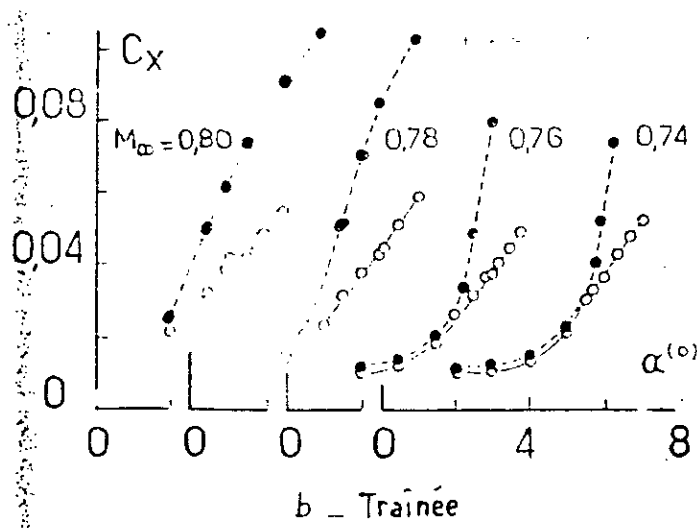 Cx
0,08
M∞ = 0,80
0,78
0,76
0,74
0,04
0
α(o)
0 0 0 0 4 8
b _ Traînée